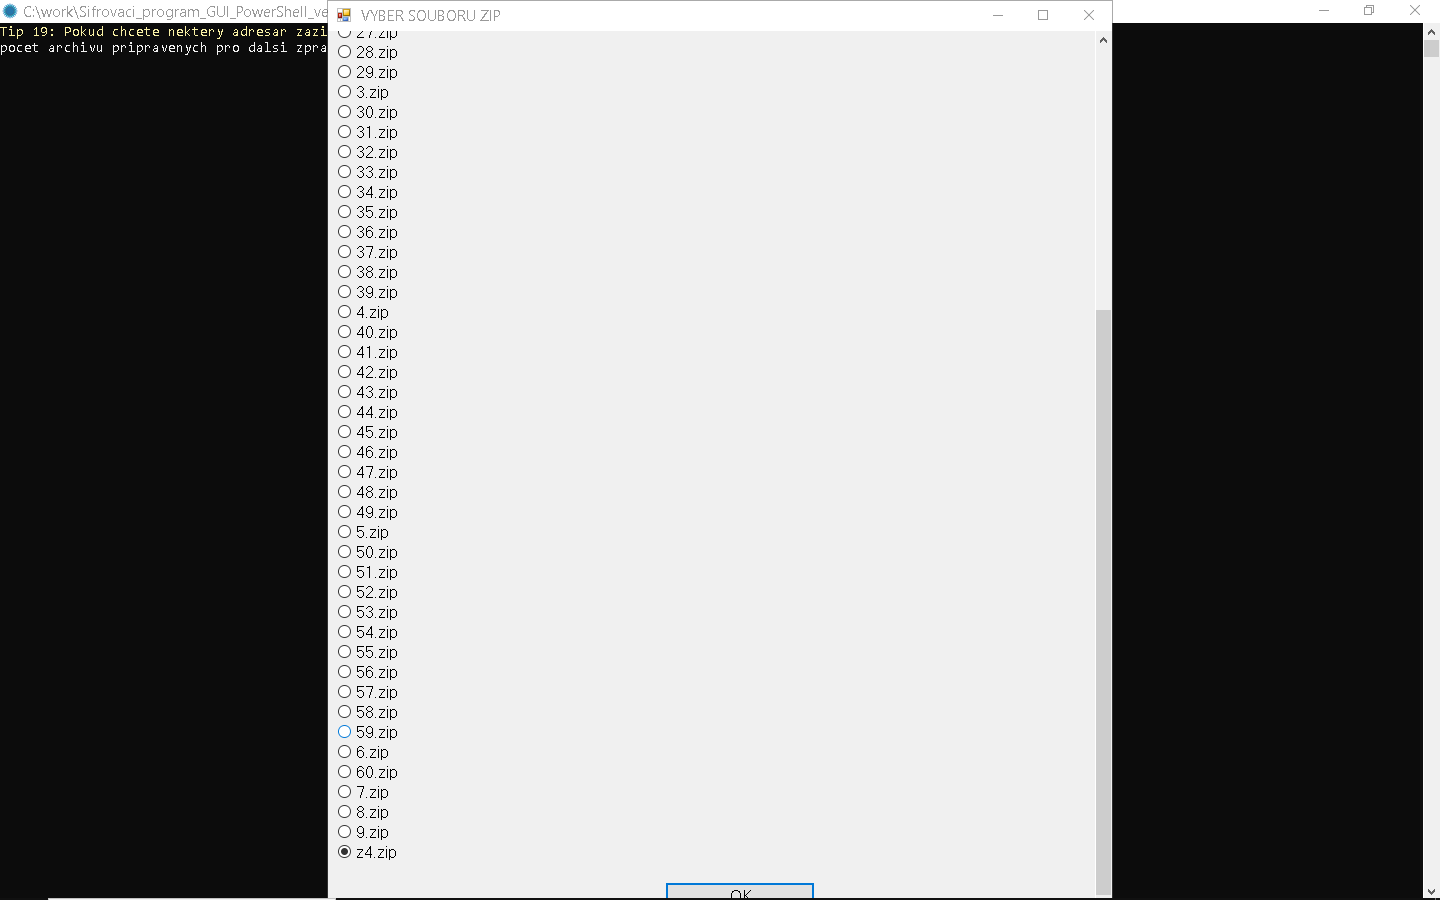 C:\work\Sifrovaci_program_GUI_PowerShell_ve
VYBER SOUBORU ZIP
Tip 19: Pokud chcete nektery adresar zazi
pocet archivu pripravenych pro dalsi zpra
27.zip
28.zip
29.zip
3.zip
30.zip
31.zip
32.zip
33.zip
34.zip
35.zip
36.zip
37.zip
38.zip
39.zip
4.zip
40.zip
41.zip
42.zip
43.zip
44.zip
45.zip
46.zip
47.zip
48.zip
49.zip
5.zip
50.zip
51.zip
52.zip
53.zip
54.zip
55.zip
56.zip
57.zip
58.zip
59.zip
6.zip
60.zip
7.zip
8.zip
9.zip
z4.zip
OK